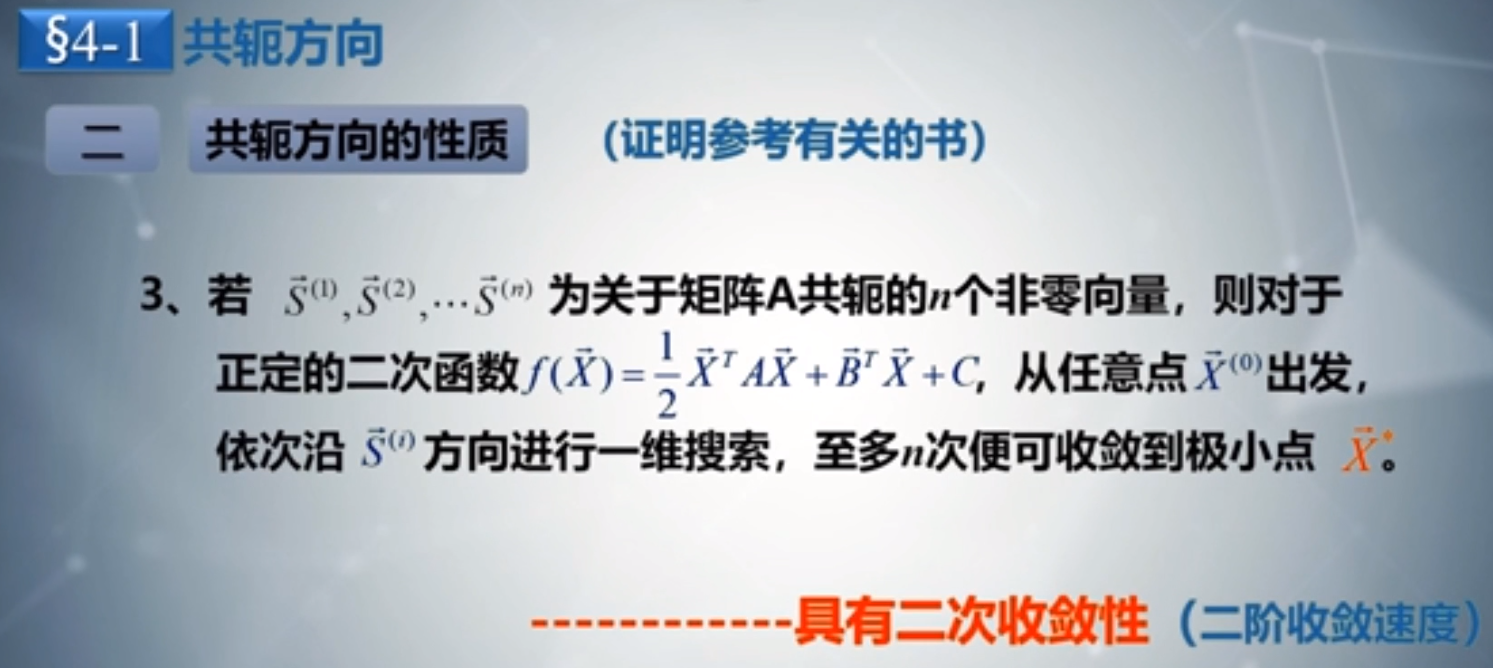 §4-1 共轭方向
二 共轭方向的性质 (证明参考有关的书)
3、若 $\vec{S}^{(1)},\vec{S}^{(2)},\cdots\vec{S}^{(n)}$ 为关于矩阵A共轭的n个非零向量，则对于
正定的二次函数 $f(\vec{X})=\frac{1}{2}\vec{X}^{T}A\vec{X}+\vec{B}^{T}\vec{X}+C$，从任意点 $\vec{X}^{(0)}$ 出发，
依次沿 $\vec{S}^{(i)}$ 方向进行一维搜索，至多n次便可收敛到极小点 $\vec{X}^{*}$。
------------具有二次收敛性（二阶收敛速度）